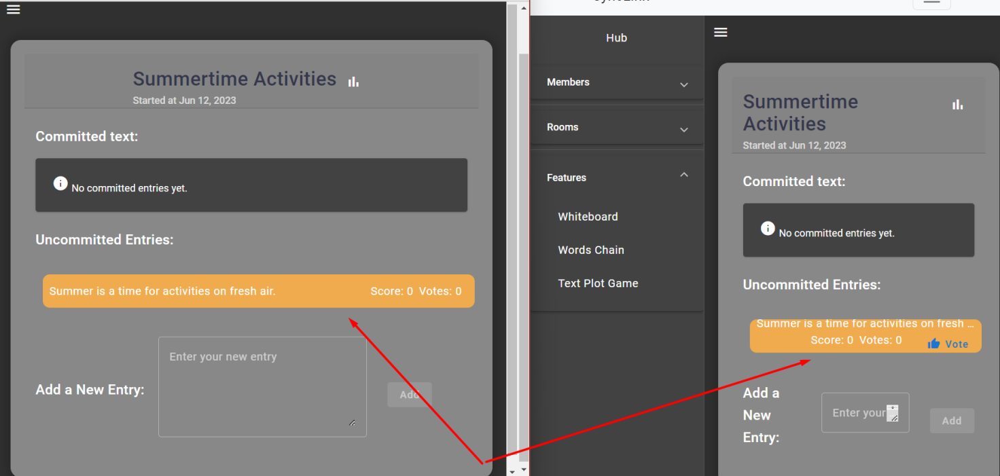 Summertime Activities
Started at Jun 12, 2023
Committed text:
No committed entries yet.
Uncommitted Entries:
Summer is a time for activities on fresh air. Score: 0 Votes: 0
Enter your new entry
Add a New Entry:
Add
Hub
Members
Rooms
Features
Whiteboard
Words Chain
Text Plot Game
Summertime
Activities
Started at Jun 12, 2023
Committed text:
No committed entries yet.
Uncommitted Entries:
Summer is a time for activities on fresh ...
Score: 0 Votes: 0
Vote
Add a
New
Entry:
Enter your
Add